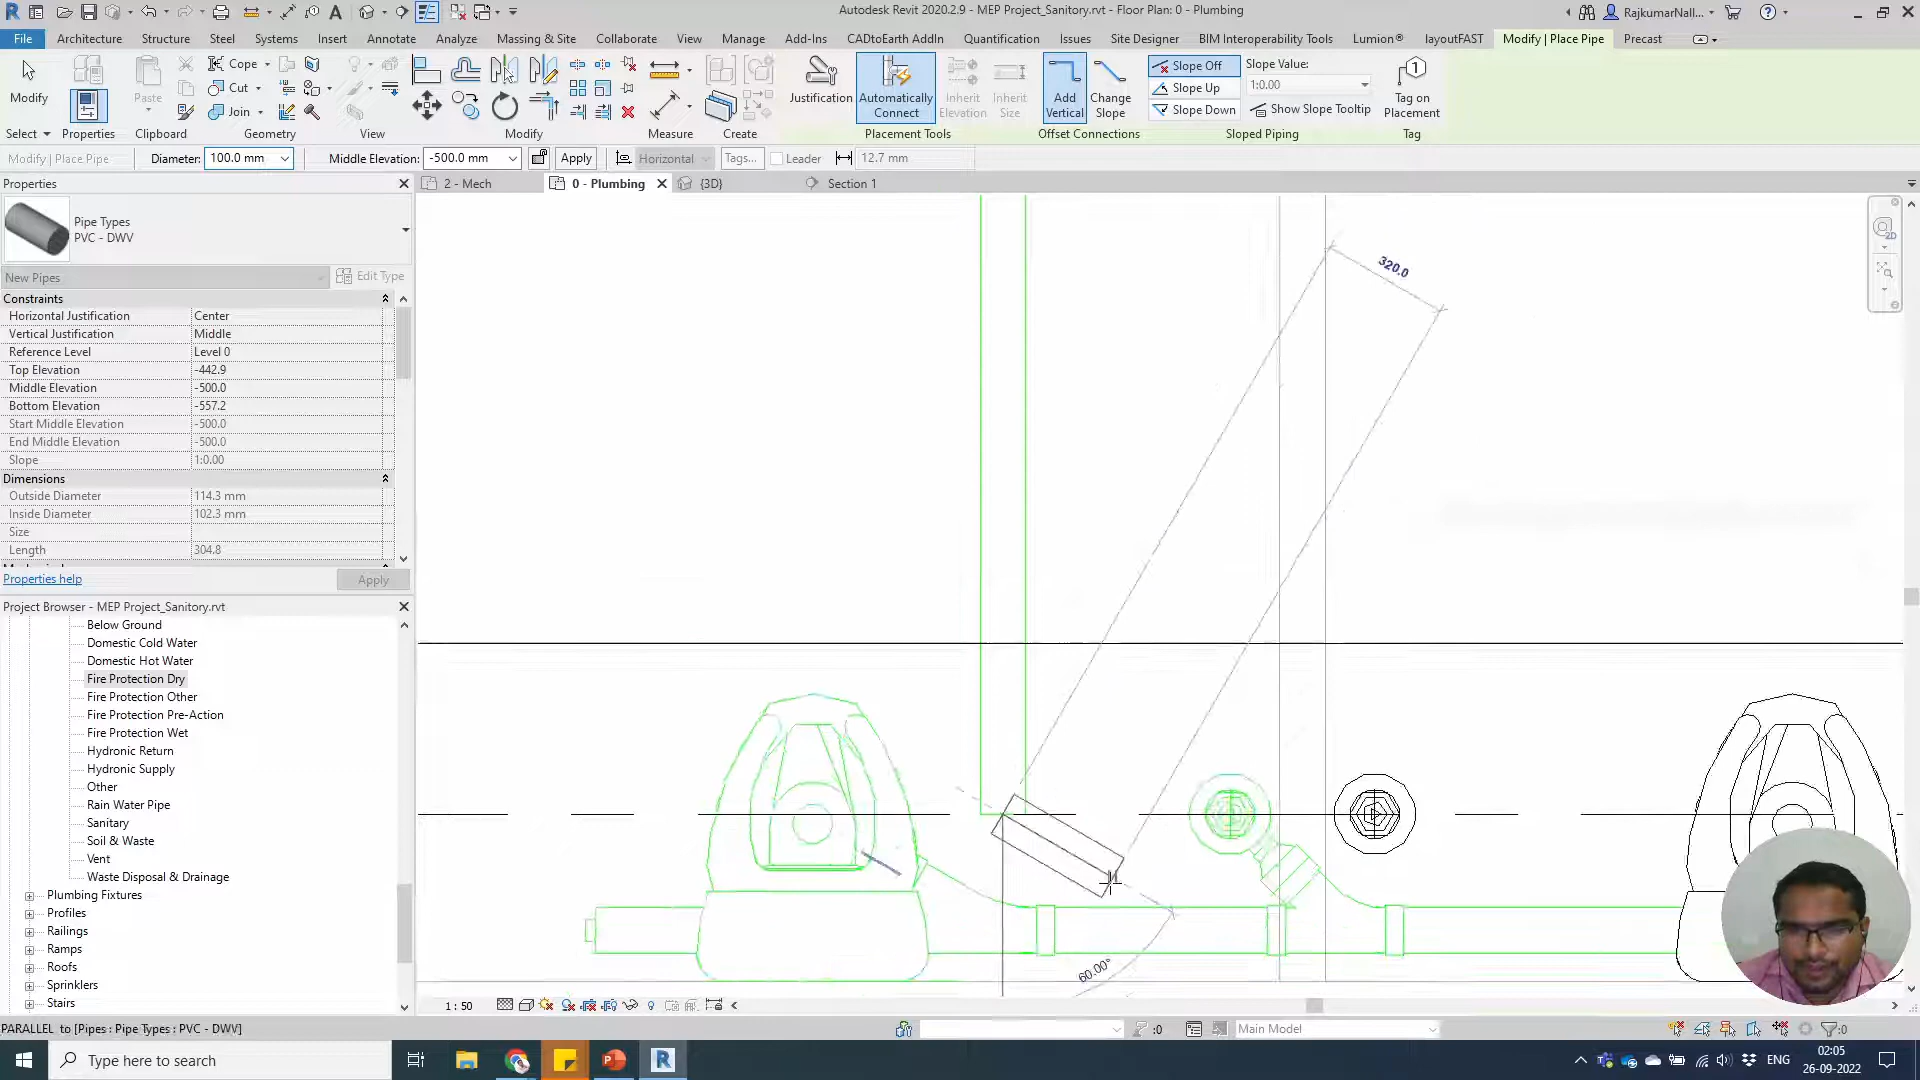 Autodesk Revit 2020.2.9 - MEP Project_Sanitory.rvt - Floor Plan: 0 - Plumbing
RajkumarNall...
File Architecture Structure Steel Systems Insert Annotate Analyze Massing & Site Collaborate View Manage Add-Ins CADtoEarth AddIn Quantification Issues Site Designer BIM Interoperability Tools Lumion® layoutFAST Modify | Place Pipe Precast
Modify
Paste
Cope
Cut
Join
Justification
Automatically Connect
Inherit Elevation
Inherit Size
Add Vertical
Change Slope
Slope Off
Slope Up
Slope Down
Slope Value:
1:0.00
Show Slope Tooltip
Tag on Placement
Select Properties Clipboard Geometry View Modify Measure Create Placement Tools Offset Connections Sloped Piping Tag
Modify | Place Pipe Diameter: 100.0 mm Middle Elevation: -500.0 mm Apply Horizontal Tags... Leader 12.7 mm
Properties
2 - Mech 0 - Plumbing {3D} Section 1
Pipe Types
PVC - DWV
New Pipes Edit Type
Constraints
Horizontal Justification Center
Vertical Justification Middle
Reference Level Level 0
Top Elevation -442.9
Middle Elevation -500.0
Bottom Elevation -557.2
Start Middle Elevation -500.0
End Middle Elevation -500.0
Slope 1:0.00
Dimensions
Outside Diameter 114.3 mm
Inside Diameter 102.3 mm
Size
Length 304.8
Properties help Apply
Project Browser - MEP Project_Sanitory.rvt
Below Ground
Domestic Cold Water
Domestic Hot Water
Fire Protection Dry
Fire Protection Other
Fire Protection Pre-Action
Fire Protection Wet
Hydronic Return
Hydronic Supply
Other
Rain Water Pipe
Sanitary
Soil & Waste
Vent
Waste Disposal & Drainage
Plumbing Fixtures
Profiles
Railings
Ramps
Roofs
Sprinklers
Stairs
320.0
60.00°
2D
1 : 50
PARALLEL to [Pipes : Pipe Types : PVC - DWV]
:0
Main Model
:0
Type here to search
ENG
02:05
26-09-2022